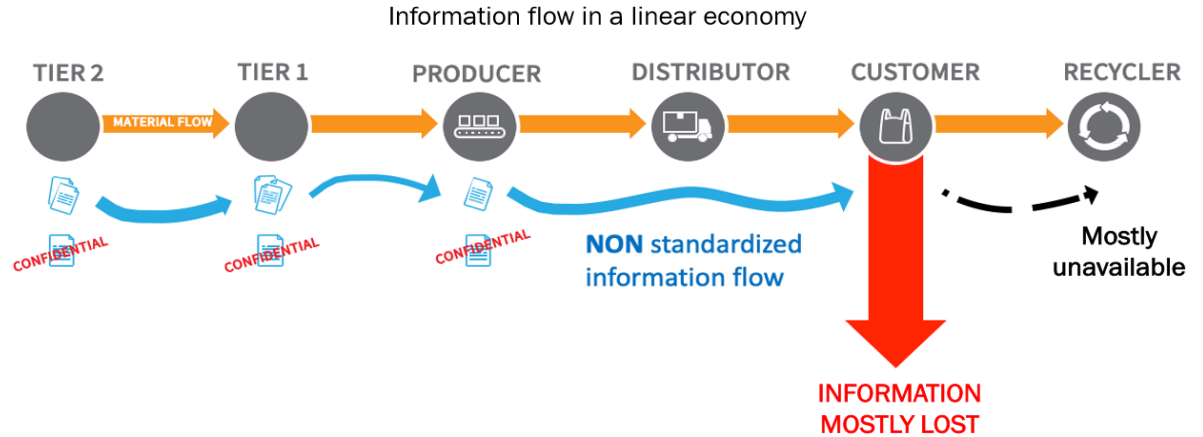 Information flow in a linear economy
TIER 2
TIER 1
PRODUCER
DISTRIBUTOR
CUSTOMER
RECYCLER
MATERIAL FLOW
CONFIDENTIAL
CONFIDENTIAL
CONFIDENTIAL
NON standardized
information flow
Mostly
unavailable
INFORMATION
MOSTLY LOST